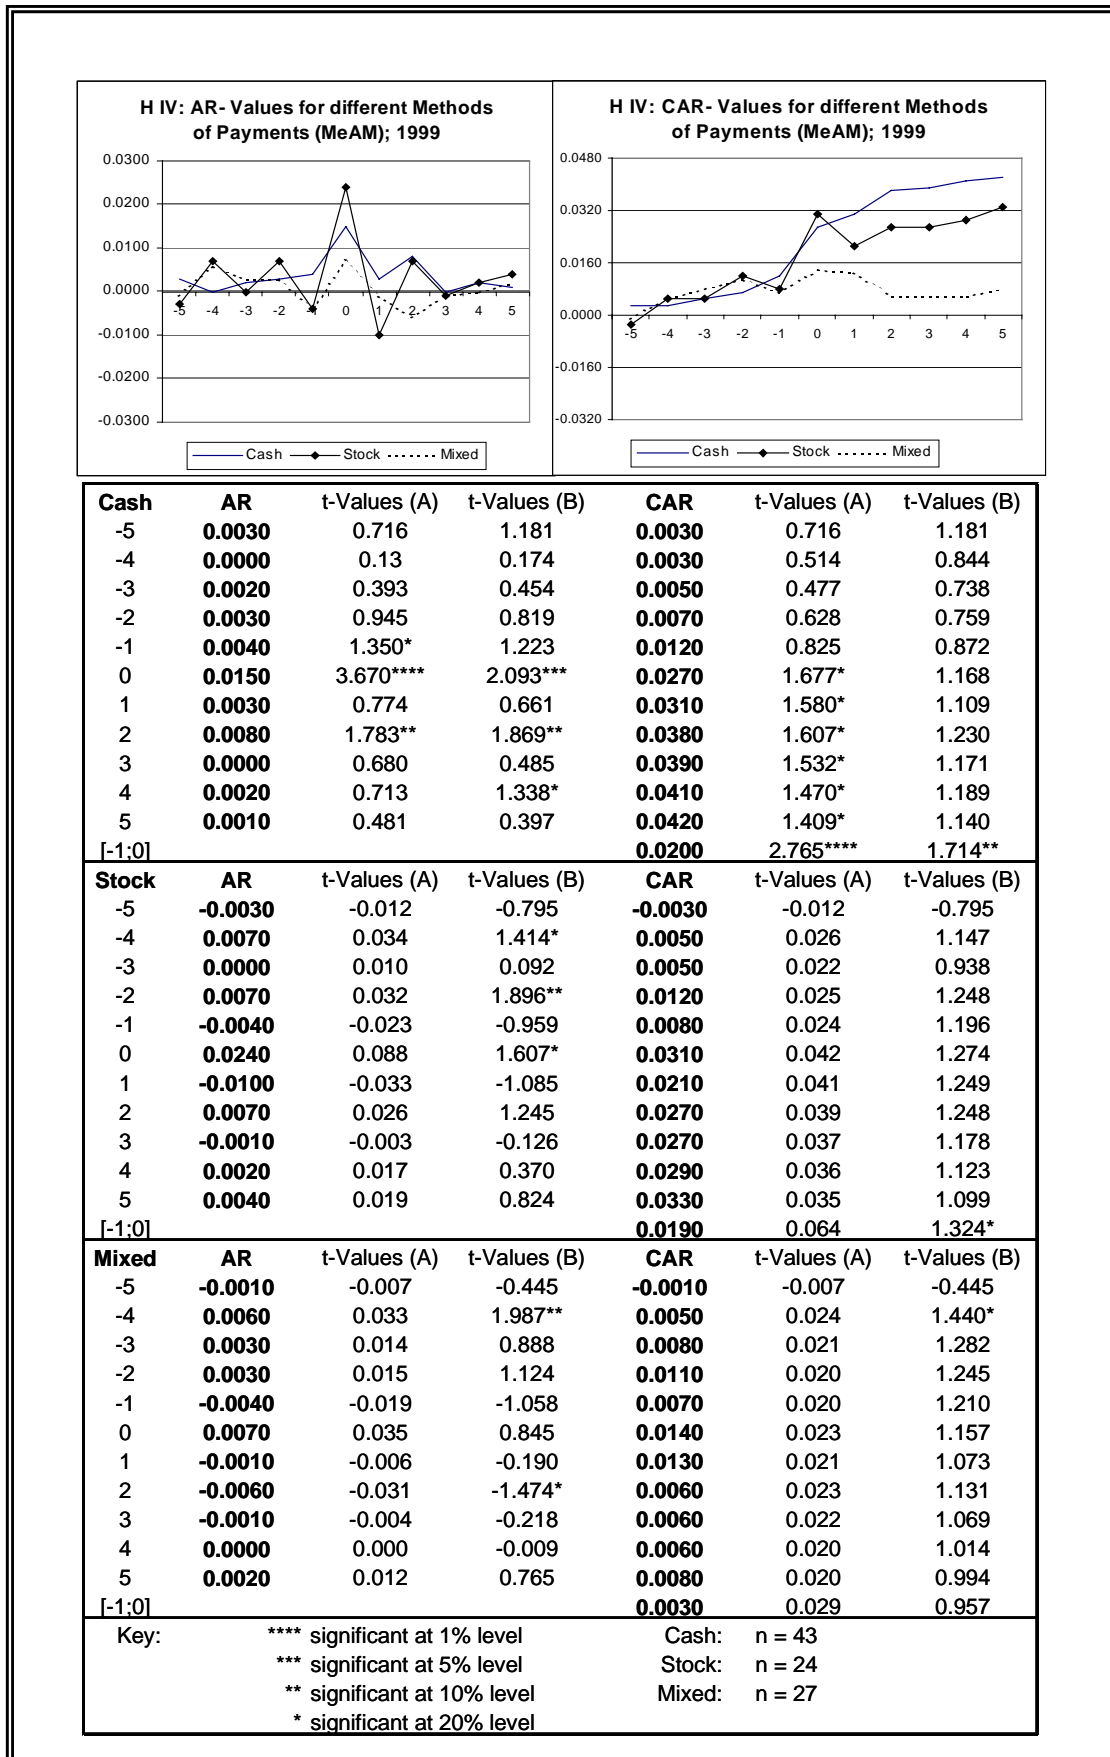 H IV: AR- Values for different Methods
of Payments (MeAM); 1999
0.0300
0.0200
0.0100
0.0000
-0.0100
-0.0200
-0.0300
-5 -4 -3 -2 -1 0 1 2 3 4 5
Cash Stock Mixed
H IV: CAR- Values for different Methods
of Payments (MeAM); 1999
0.0480
0.0320
0.0160
0.0000
-0.0160
-0.0320
-5 -4 -3 -2 -1 0 1 2 3 4 5
Cash Stock Mixed
Cash AR t-Values (A) t-Values (B) CAR t-Values (A) t-Values (B)
-5 0.0030 0.716 1.181 0.0030 0.716 1.181
-4 0.0000 0.13 0.174 0.0030 0.514 0.844
-3 0.0020 0.393 0.454 0.0050 0.477 0.738
-2 0.0030 0.945 0.819 0.0070 0.628 0.759
-1 0.0040 1.350* 1.223 0.0120 0.825 0.872
0 0.0150 3.670**** 2.093*** 0.0270 1.677* 1.168
1 0.0030 0.774 0.661 0.0310 1.580* 1.109
2 0.0080 1.783** 1.869** 0.0380 1.607* 1.230
3 0.0000 0.680 0.485 0.0390 1.532* 1.171
4 0.0020 0.713 1.338* 0.0410 1.470* 1.189
5 0.0010 0.481 0.397 0.0420 1.409* 1.140
[-1;0] 0.0200 2.765**** 1.714**
Stock AR t-Values (A) t-Values (B) CAR t-Values (A) t-Values (B)
-5 -0.0030 -0.012 -0.795 -0.0030 -0.012 -0.795
-4 0.0070 0.034 1.414* 0.0050 0.026 1.147
-3 0.0000 0.010 0.092 0.0050 0.022 0.938
-2 0.0070 0.032 1.896** 0.0120 0.025 1.248
-1 -0.0040 -0.023 -0.959 0.0080 0.024 1.196
0 0.0240 0.088 1.607* 0.0310 0.042 1.274
1 -0.0100 -0.033 -1.085 0.0210 0.041 1.249
2 0.0070 0.026 1.245 0.0270 0.039 1.248
3 -0.0010 -0.003 -0.126 0.0270 0.037 1.178
4 0.0020 0.017 0.370 0.0290 0.036 1.123
5 0.0040 0.019 0.824 0.0330 0.035 1.099
[-1;0] 0.0190 0.064 1.324*
Mixed AR t-Values (A) t-Values (B) CAR t-Values (A) t-Values (B)
-5 -0.0010 -0.007 -0.445 -0.0010 -0.007 -0.445
-4 0.0060 0.033 1.987** 0.0050 0.024 1.440*
-3 0.0030 0.014 0.888 0.0080 0.021 1.282
-2 0.0030 0.015 1.124 0.0110 0.020 1.245
-1 -0.0040 -0.019 -1.058 0.0070 0.020 1.210
0 0.0070 0.035 0.845 0.0140 0.023 1.157
1 -0.0010 -0.006 -0.190 0.0130 0.021 1.073
2 -0.0060 -0.031 -1.474* 0.0060 0.023 1.131
3 -0.0010 -0.004 -0.218 0.0060 0.022 1.069
4 0.0000 0.000 -0.009 0.0060 0.020 1.014
5 0.0020 0.012 0.765 0.0080 0.020 0.994
[-1;0] 0.0030 0.029 0.957
Key: **** significant at 1% level Cash: n = 43
*** significant at 5% level Stock: n = 24
** significant at 10% level Mixed: n = 27
* significant at 20% level